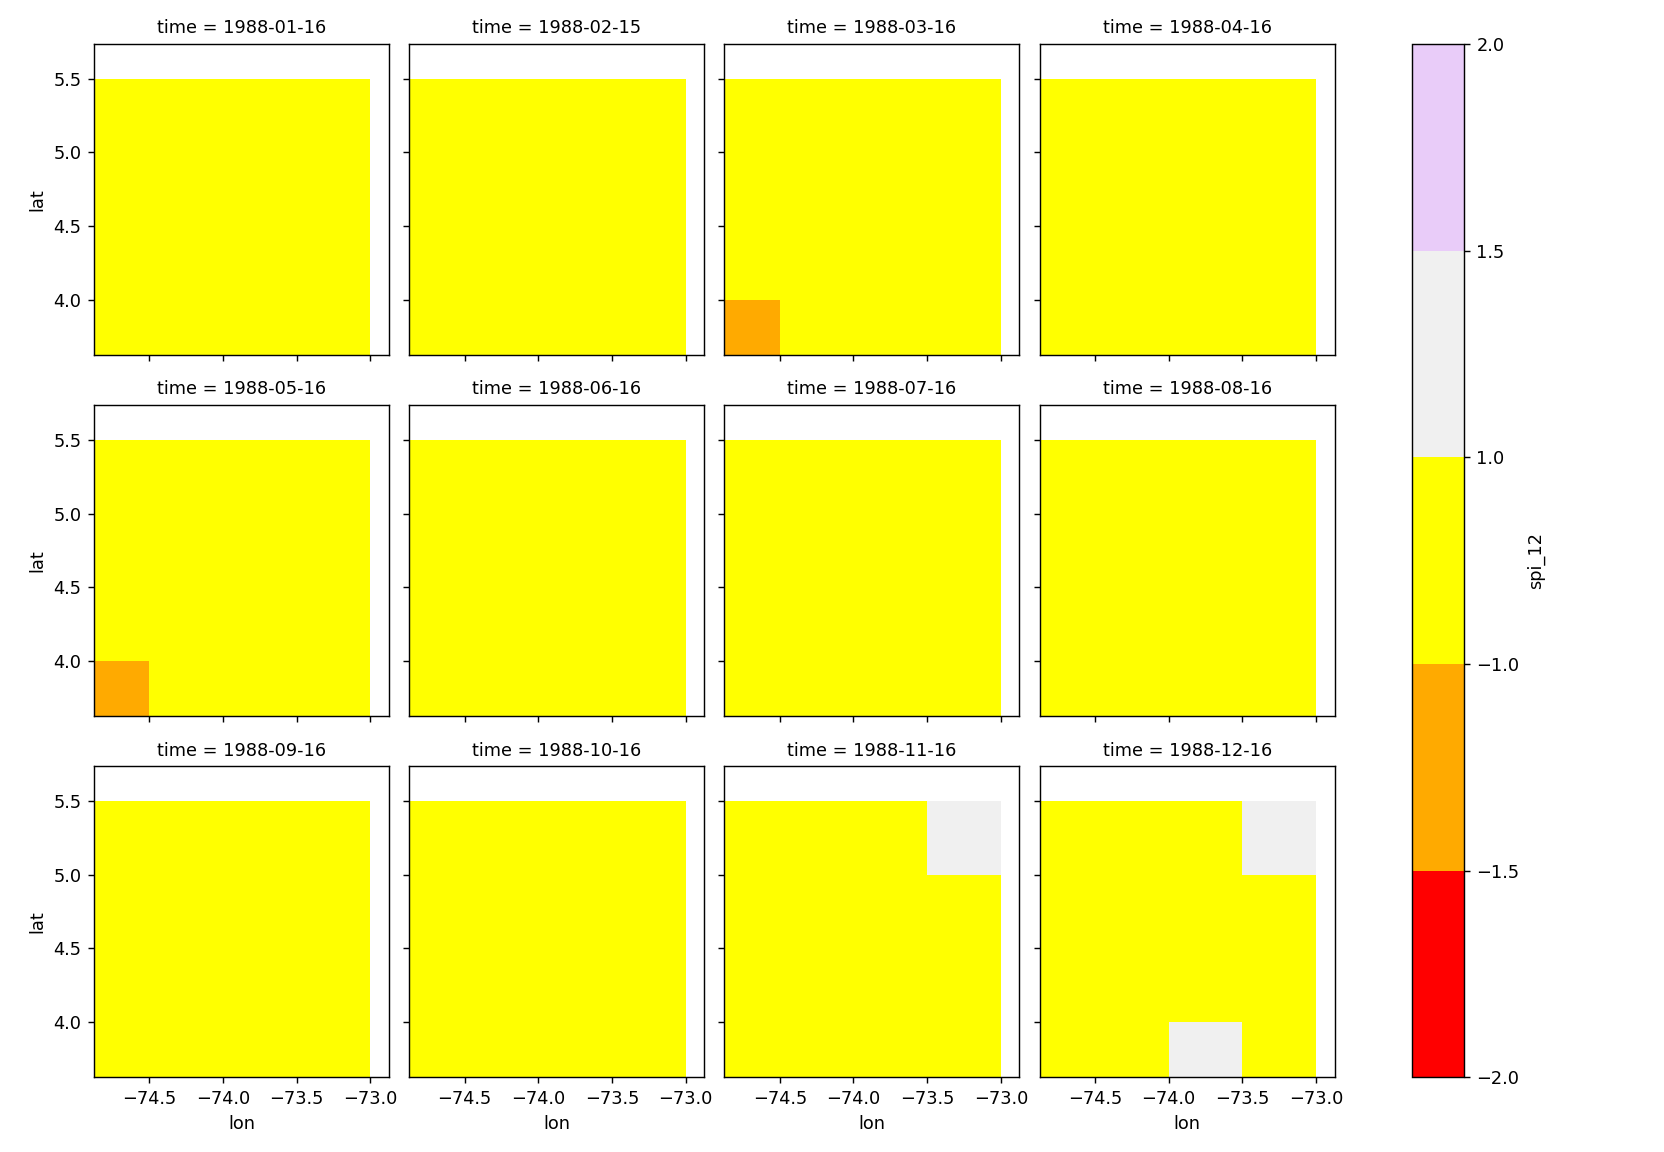 time = 1988-01-16
time = 1988-02-15
time = 1988-03-16
time = 1988-04-16
5.5
5.0
4.5
4.0
lat
time = 1988-05-16
time = 1988-06-16
time = 1988-07-16
time = 1988-08-16
5.5
5.0
4.5
4.0
lat
time = 1988-09-16
time = 1988-10-16
time = 1988-11-16
time = 1988-12-16
5.5
5.0
4.5
4.0
lat
−74.5 −74.0 −73.5 −73.0
lon
−74.5 −74.0 −73.5 −73.0
lon
−74.5 −74.0 −73.5 −73.0
lon
−74.5 −74.0 −73.5 −73.0
lon
2.0
1.5
1.0
−1.0
−1.5
−2.0
spi_12